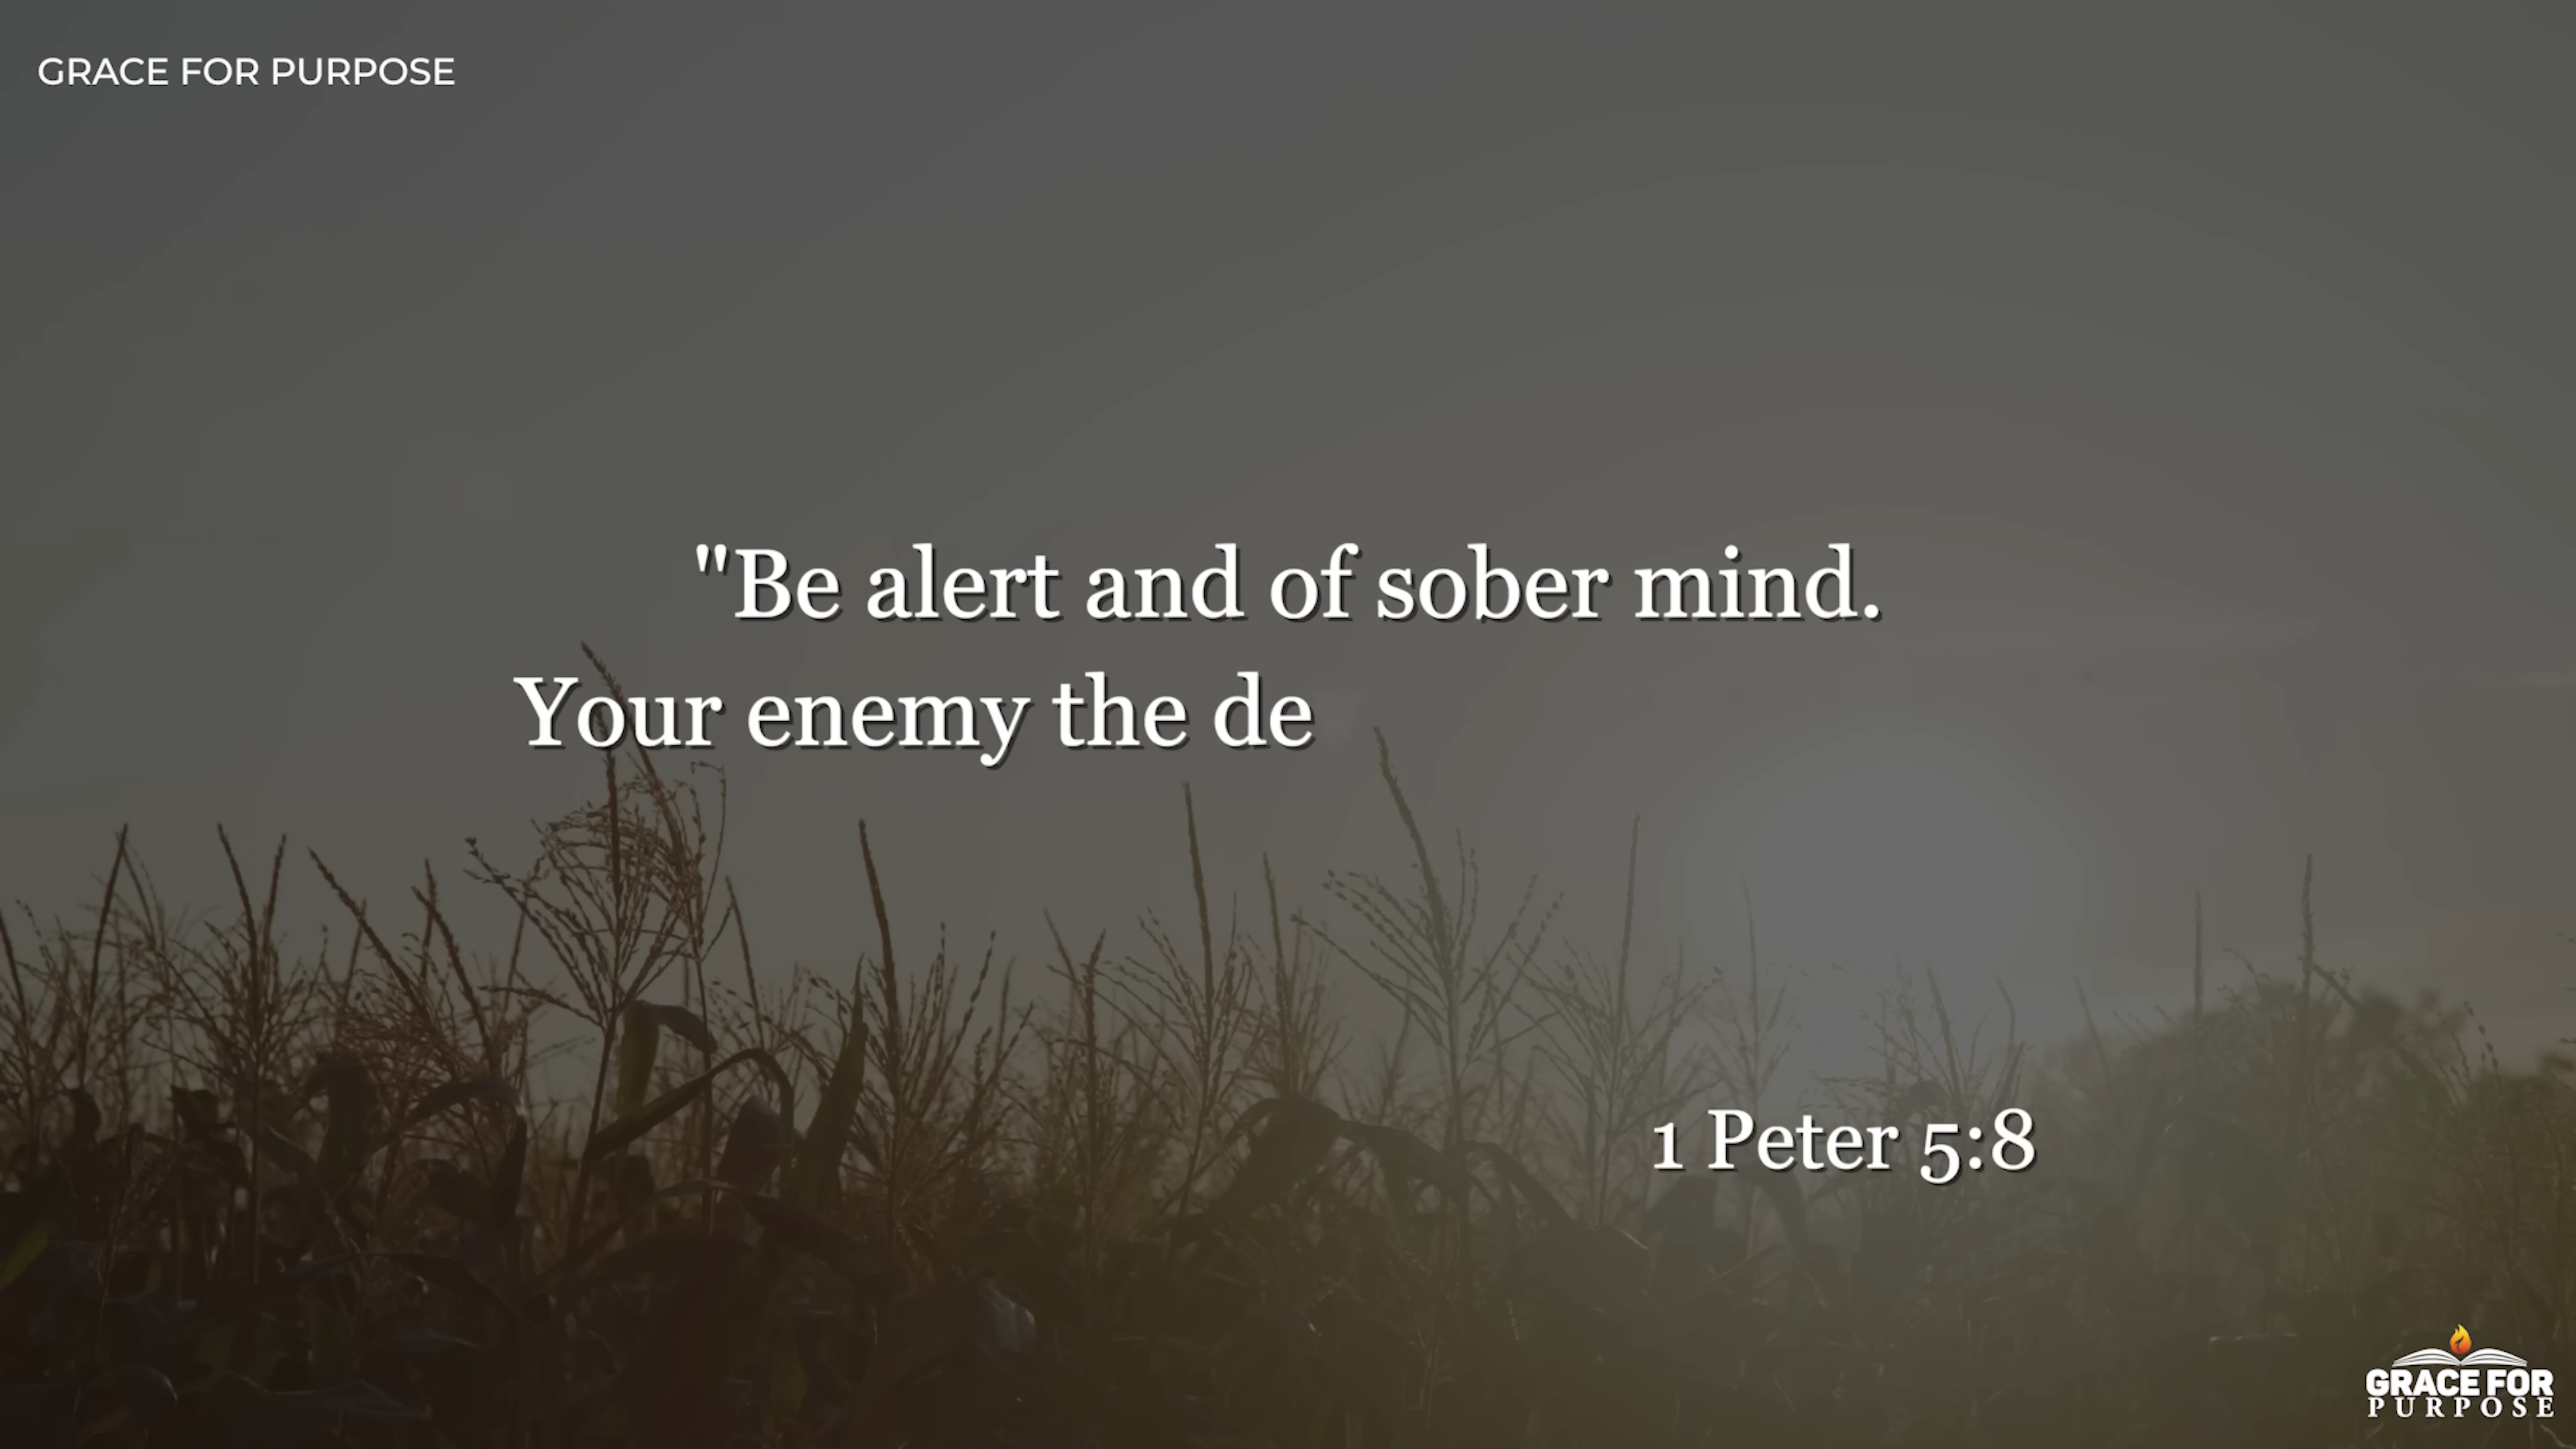 GRACE FOR PURPOSE
"Be alert and of sober mind.
Your enemy the de
1 Peter 5:8
GRACE FOR
PURPOSE